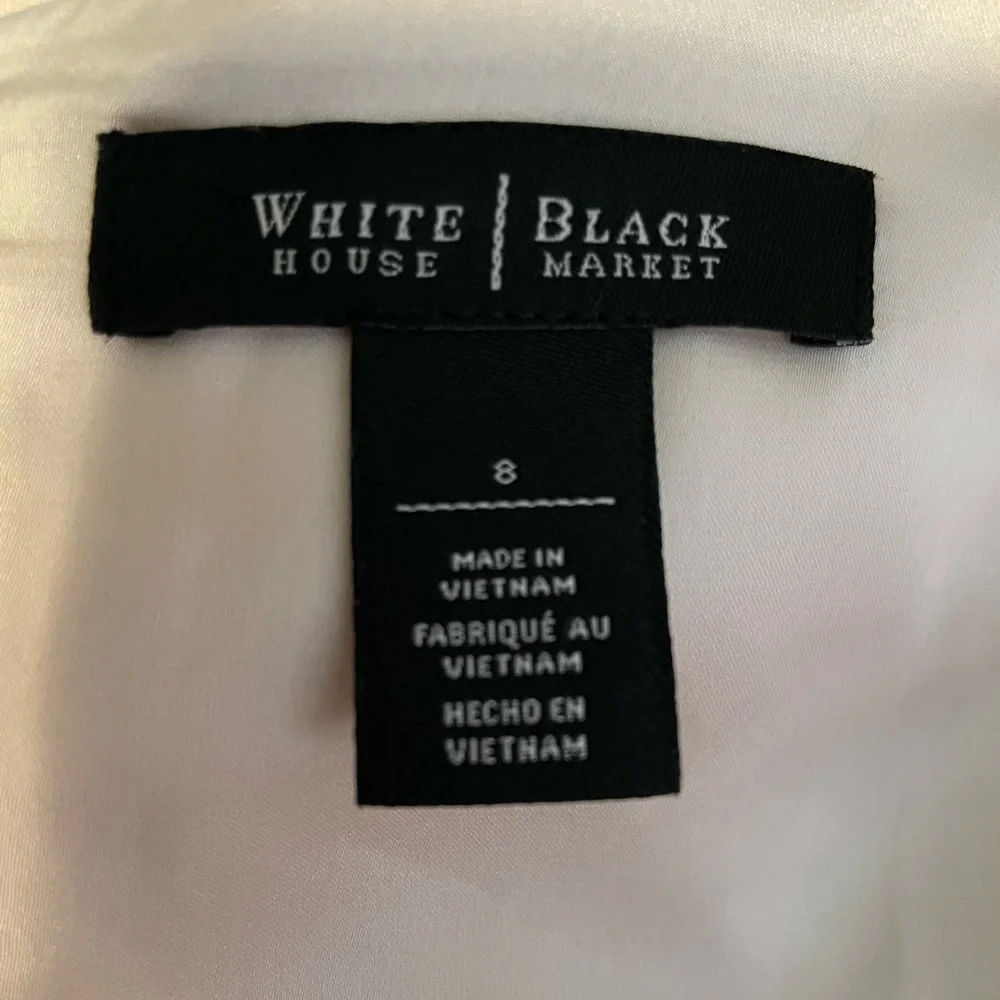 WHITE | BLACK
HOUSE | MARKET
8
MADE IN
VIETNAM
FABRIQUÉ AU
VIETNAM
HECHO EN
VIETNAM